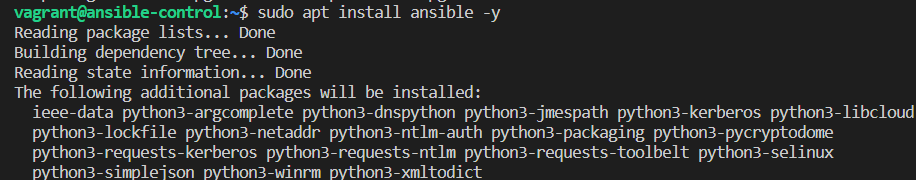 vagrant@ansible-control:~$ sudo apt install ansible -y
Reading package lists... Done
Building dependency tree... Done
Reading state information... Done
The following additional packages will be installed:
  ieee-data python3-argcomplete python3-dnspython python3-jmespath python3-kerberos python3-libcloud
  python3-lockfile python3-netaddr python3-ntlm-auth python3-packaging python3-pycryptodome
  python3-requests-kerberos python3-requests-ntlm python3-requests-toolbelt python3-selinux
  python3-simplejson python3-winrm python3-xmltodict